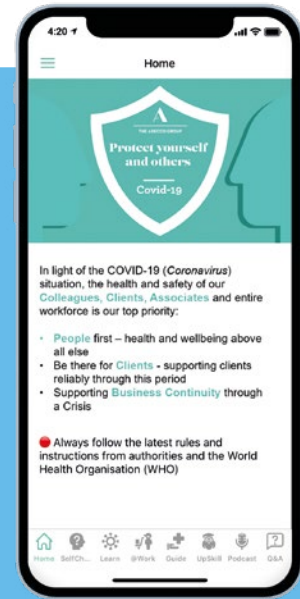 4:20
Home
A
THE ADECCO GROUP
Protect yourself
and others
Covid-19
In light of the COVID-19 (Coronavirus)
situation, the health and safety of our
Colleagues, Clients, Associates and entire
workforce is our top priority:
• People first – health and wellbeing above
all else
• Be there for Clients - supporting clients
reliably through this period
• Supporting Business Continuity through
a Crisis
Always follow the latest rules and
instructions from authorities and the World
Health Organisation (WHO)
Home SelfCh... Learn @Work Guide UpSkill Podcast Q&A